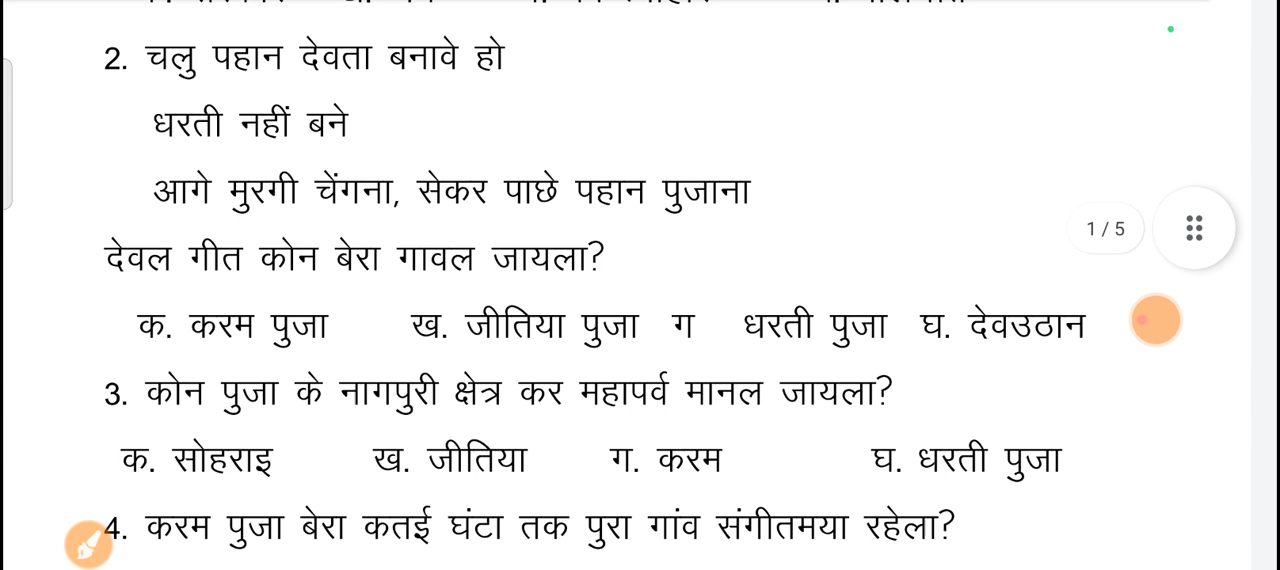 2. चलु पहान देवता बनावे हो
धरती नहीं बने
आगे मुरगी चेंगना, सेकर पाछे पहान पुजाना
1 / 5
देवल गीत कोन बेरा गावल जायला?
क. करम पुजा ख. जीतिया पुजा ग धरती पुजा घ. देवउठान
3. कोन पुजा के नागपुरी क्षेत्र कर महापर्व मानल जायला?
क. सोहराइ ख. जीतिया ग. करम घ. धरती पुजा
4. करम पुजा बेरा कतई घंटा तक पुरा गांव संगीतमया रहेला?